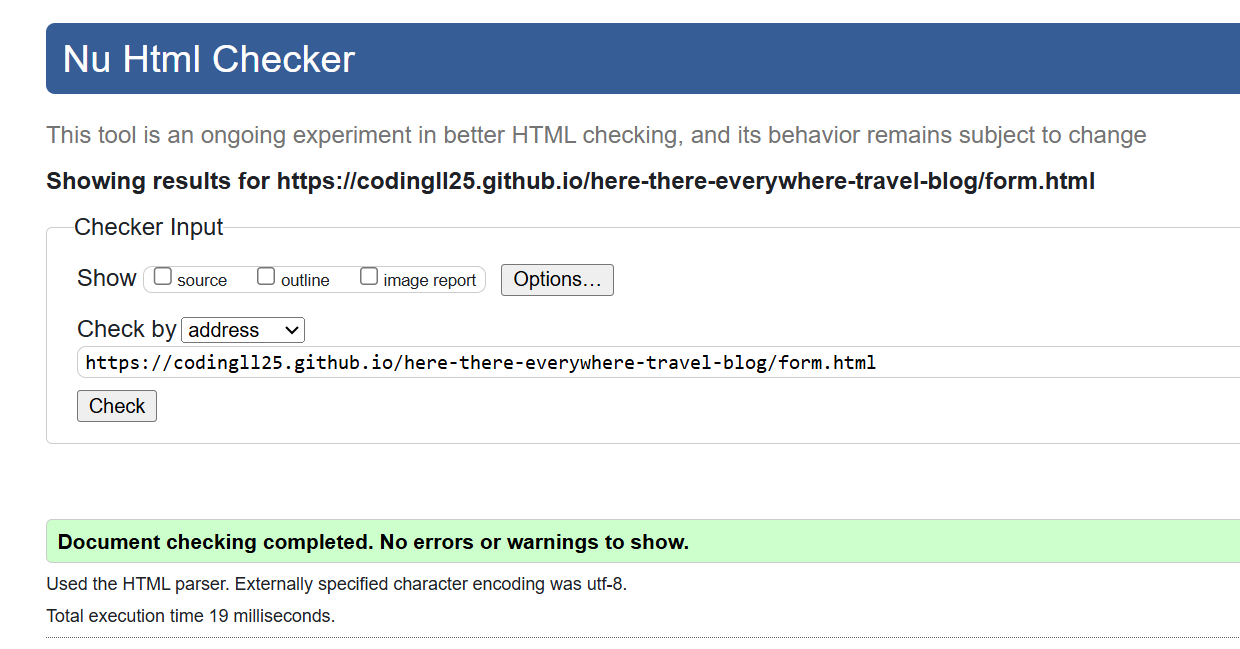 Nu Html Checker
This tool is an ongoing experiment in better HTML checking, and its behavior remains subject to change
Showing results for https://codingll25.github.io/here-there-everywhere-travel-blog/form.html
Checker Input
Show source outline image report Options...
Check by address
https://codingll25.github.io/here-there-everywhere-travel-blog/form.html
Check
Document checking completed. No errors or warnings to show.
Used the HTML parser. Externally specified character encoding was utf-8.
Total execution time 19 milliseconds.